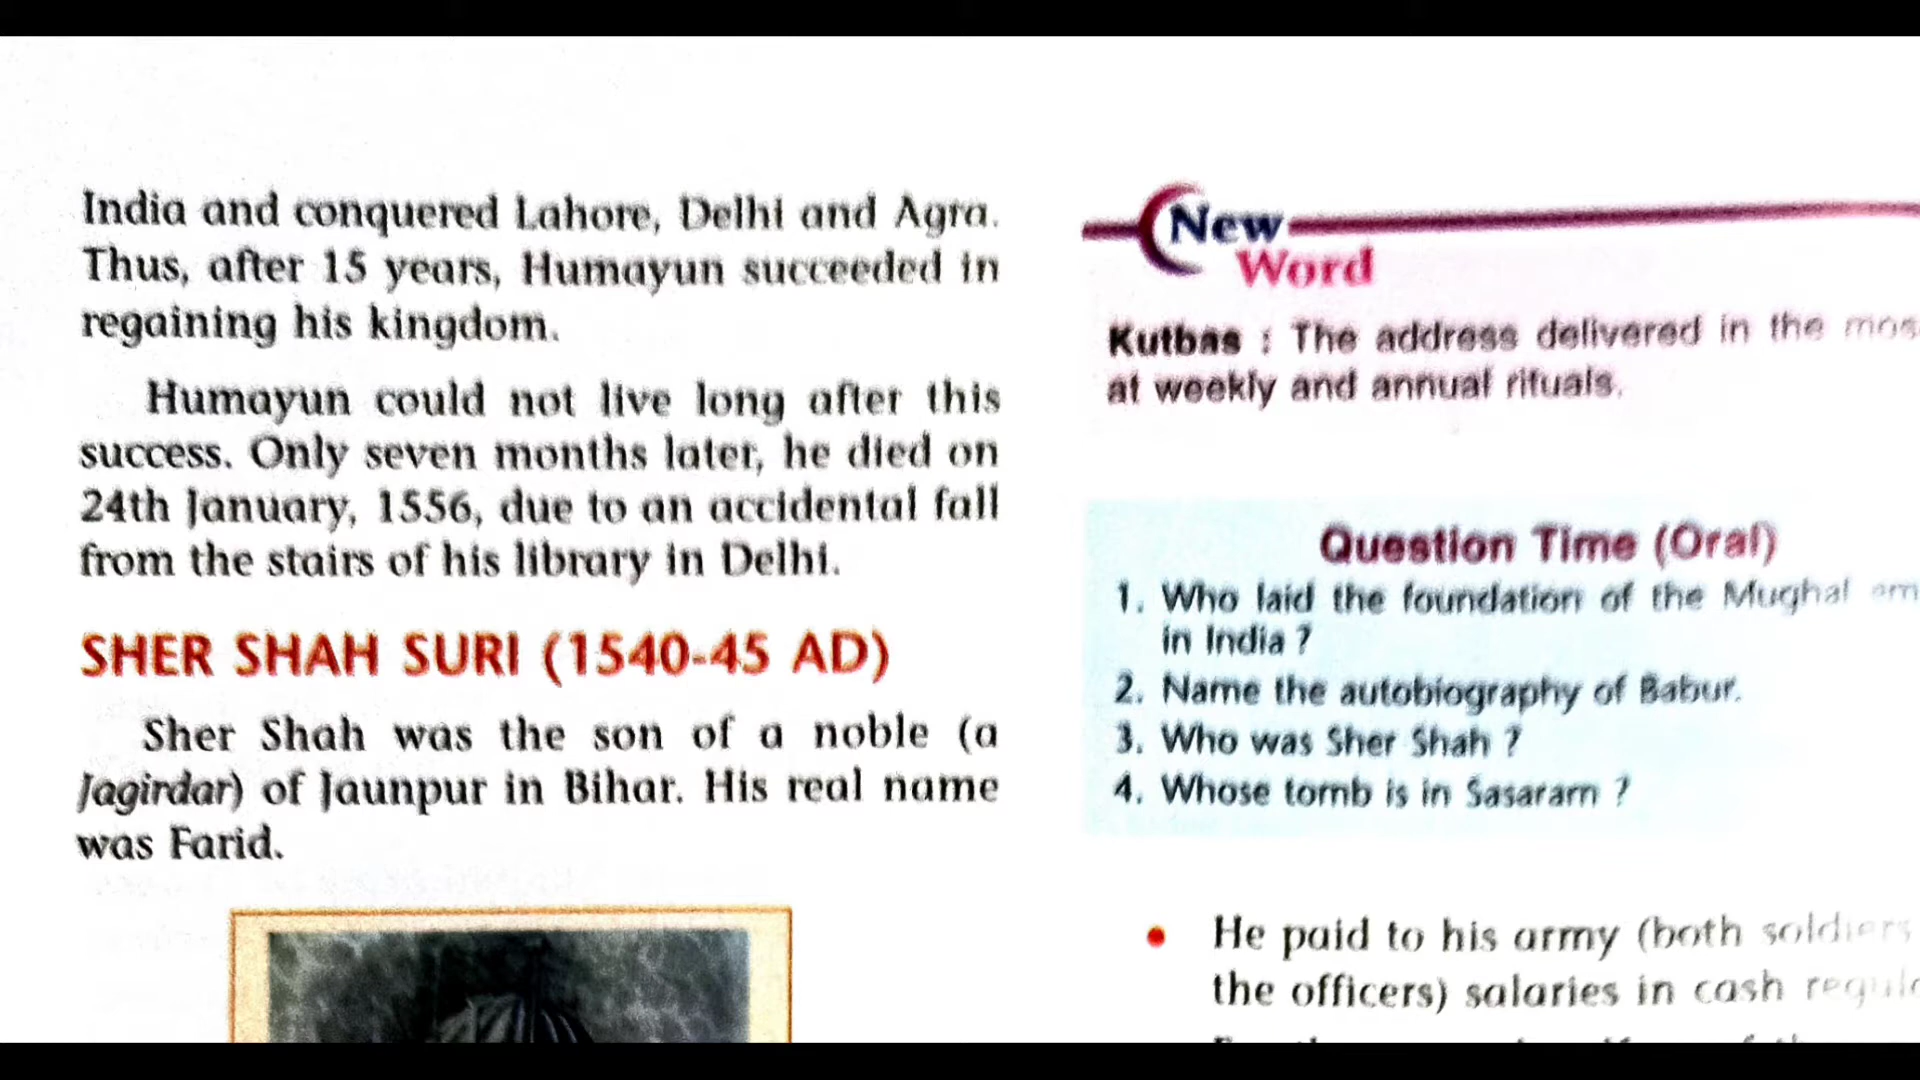 India and conquered Lahore, Delhi and Agra.
Thus, after 15 years, Humayun succeeded in
regaining his kingdom.
Humayun could not live long after this
success. Only seven months later, he died on
24th January, 1556, due to an accidental fall
from the stairs of his library in Delhi.
SHER SHAH SURI (1540-45 AD)
Sher Shah was the son of a noble (a
Jagirdar) of Jaunpur in Bihar. His real name
was Farid.
New
Word
Kutbas : The address delivered in the
at weekly and annual rituals.
Question Time (Oral)
1. Who laid the foundation of the Mughal
in India ?
2. Name the autobiography of Babur.
3. Who was Sher Shah ?
4. Whose tomb is in Sasaram ?
• He paid to his army (both soldiers
the officers) salaries in cash